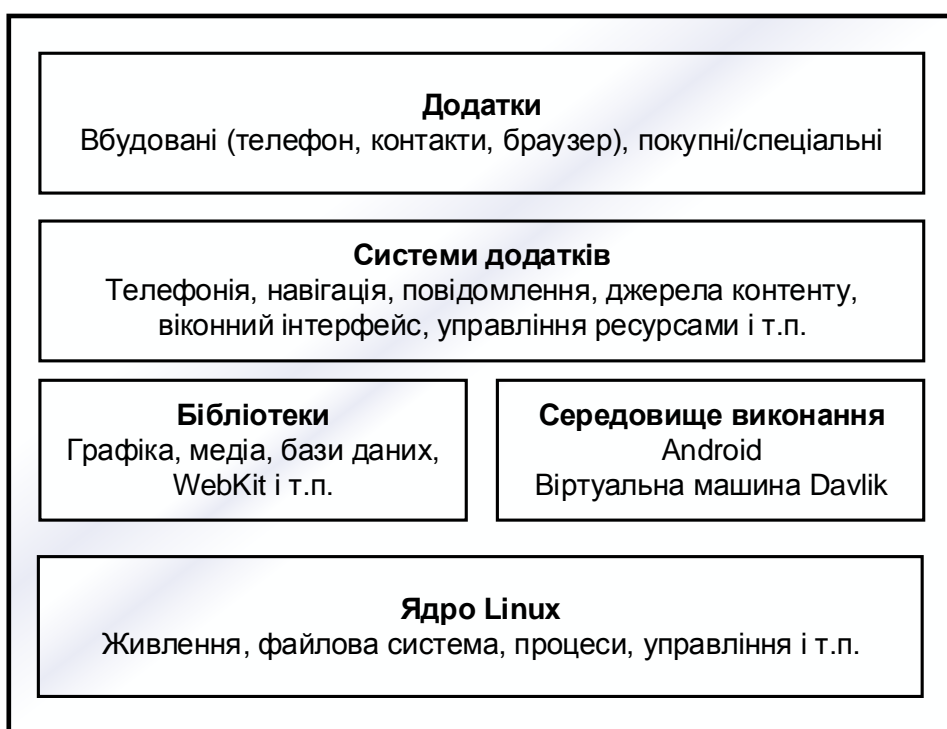 Додатки
Вбудовані (телефон, контакти, браузер), покупні/спеціальні
Системи додатків
Телефонія, навігація, повідомлення, джерела контенту,
віконний інтерфейс, управління ресурсами і т.п.
Бібліотеки
Графіка, медіа, бази даних,
WebKit і т.п.
Середовище виконання
Android
Віртуальна машина Davlik
Ядро Linux
Живлення, файлова система, процеси, управління і т.п.